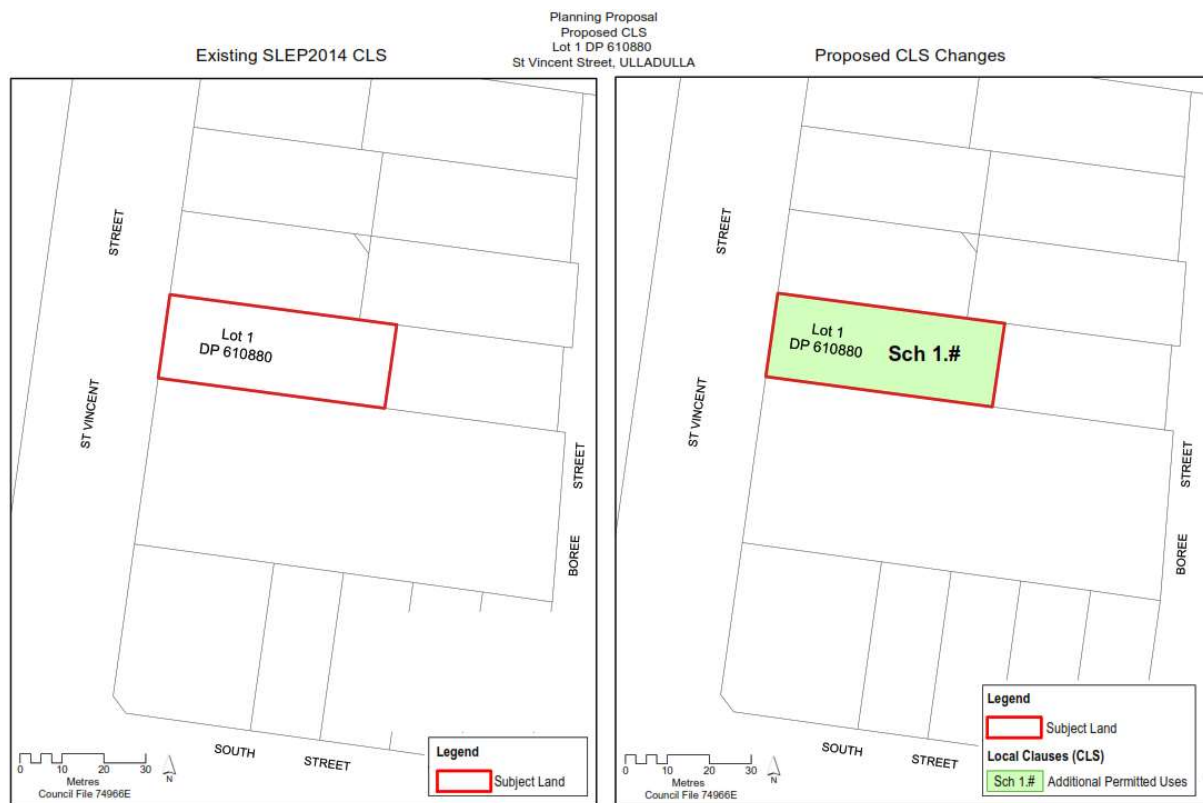 Planning Proposal
Proposed CLS
Lot 1 DP 610880
St Vincent Street, ULLADULLA
Existing SLEP2014 CLS
STREET
Lot 1
DP 610880
ST VINCENT
STREET
BOREE
SOUTH
STREET
0 10 20 30
Metres
Council File 74966E
N
Legend
Subject Land
Proposed CLS Changes
STREET
Lot 1
DP 610880
Sch 1.#
ST VINCENT
STREET
BOREE
SOUTH
STREET
0 10 20 30
Metres
Council File 74966E
N
Legend
Subject Land
Local Clauses (CLS)
Sch 1.# Additional Permitted Uses